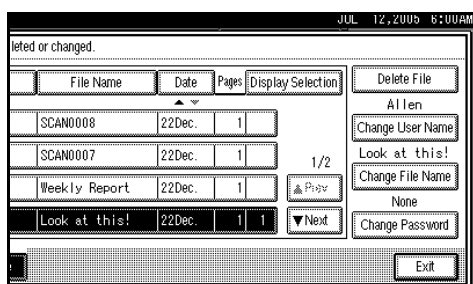 JUL 12,2005 6:00AM
leted or changed.
File Name Date Pages Display Selection Delete File
Allen
SCAN0008 22Dec. 1 Change User Name
SCAN0007 22Dec. 1 1/2 Look at this!
Weekly Report 22Dec. 1 ▲Prev Change File Name
None
Look at this! 22Dec. 1 1 ▼Next Change Password
Exit